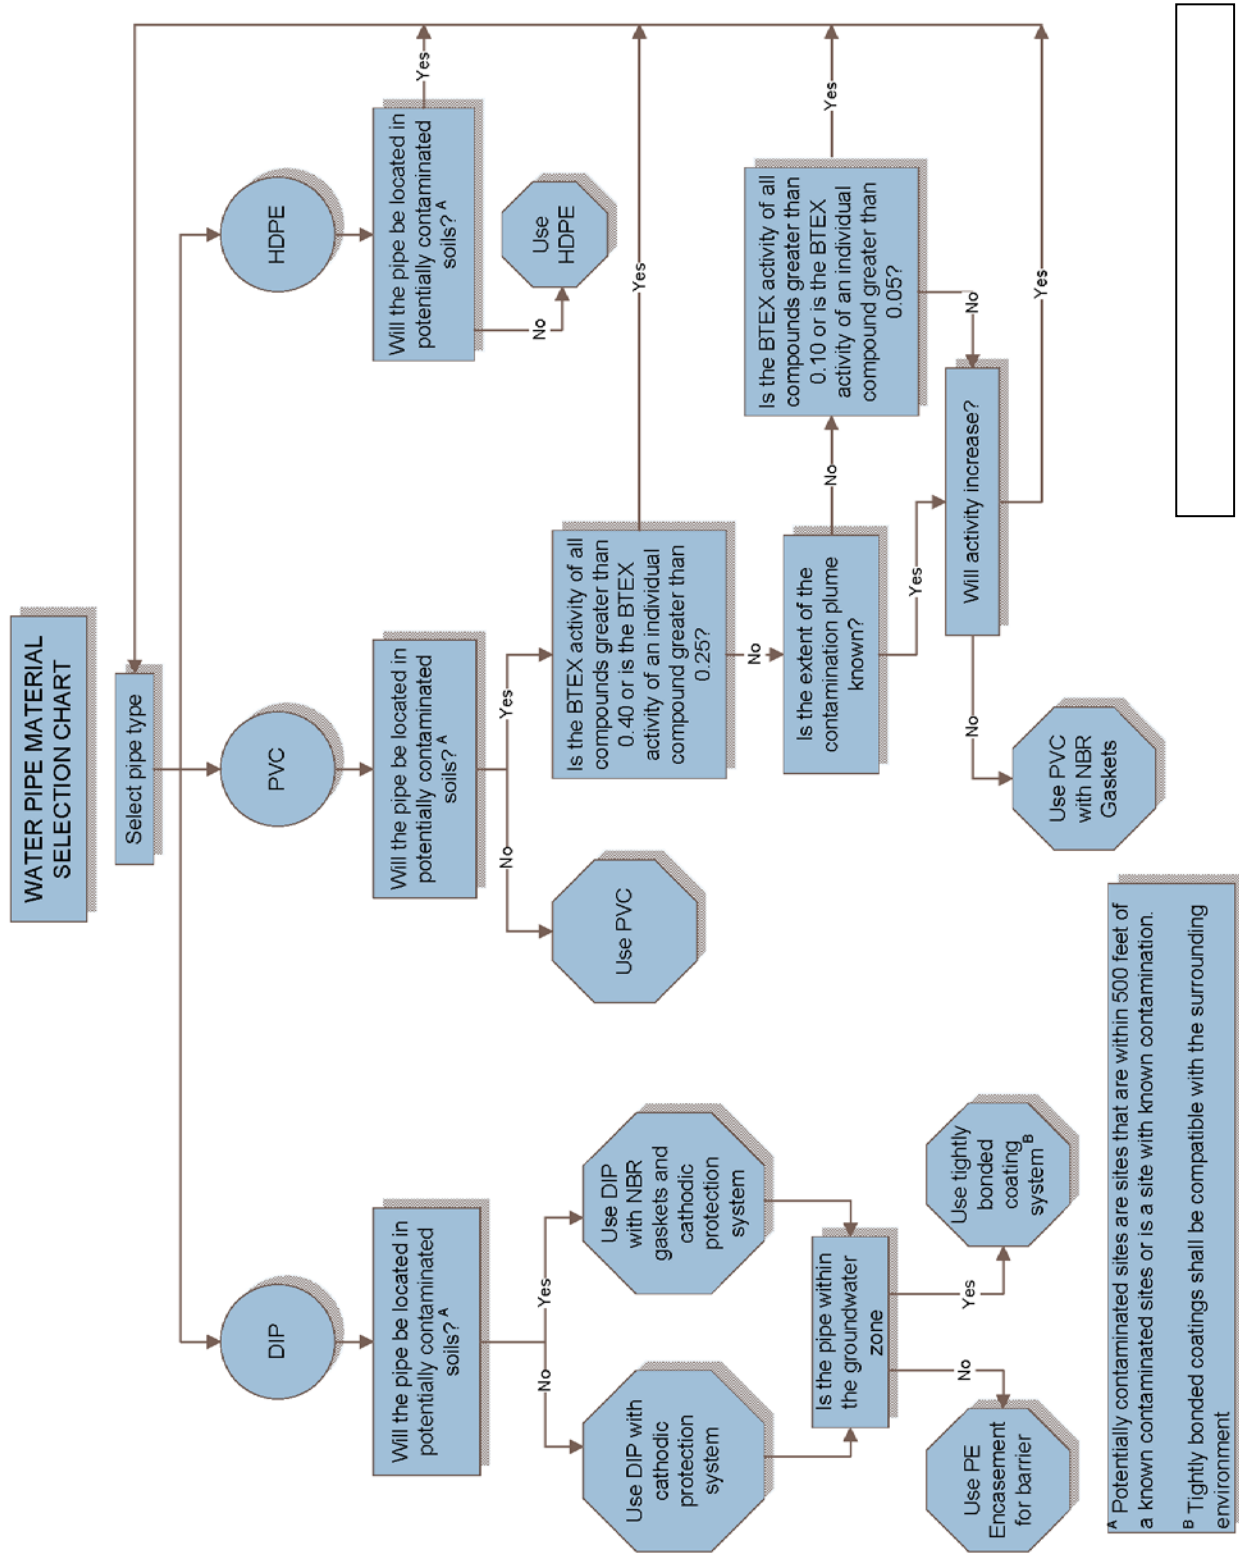 WATER PIPE MATERIAL
SELECTION CHART
Select pipe type
DIP
Will the pipe be located in
potentially contaminated
soils? A
No
Yes
Use DIP with
cathodic
protection
system
Use DIP
with NBR
gaskets and
cathodic
protection
system
Is the pipe within
the groundwater
zone
No
Yes
Use PE
Encasement
for barrier
Use tightly
bonded
coating
system B
PVC
Will the pipe be located in
potentially contaminated
soils? A
No
Yes
Use PVC
Is the BTEX activity of all
compounds greater than
0.40 or is the BTEX
activity of an individual
compound greater than
0.25?
Yes
No
Is the extent of the
contamination plume
known?
No
Yes
Is the BTEX activity of all
compounds greater than
0.10 or is the BTEX
activity of an individual
compound greater than
0.05?
Yes
No
Will activity increase?
No
Yes
Use PVC
with NBR
Gaskets
HDPE
Will the pipe be located in
potentially contaminated
soils? A
Yes
No
Use
HDPE
A Potentially contaminated sites are sites that are within 500 feet of
a known contaminated sites or is a site with known contamination.
B Tightly bonded coatings shall be compatible with the surrounding
environment